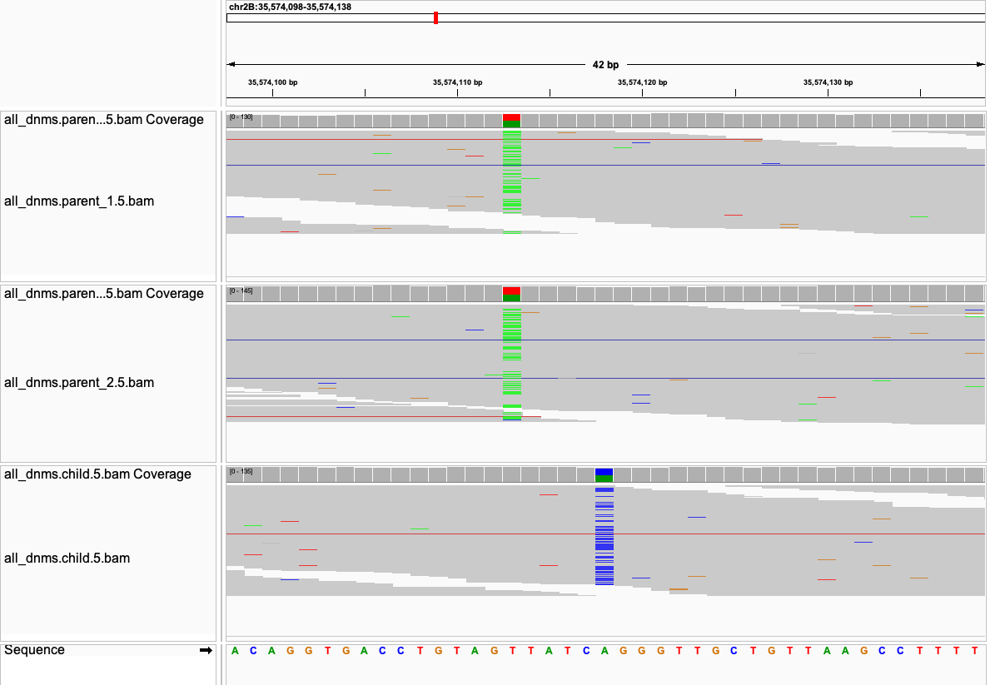 chr2B:35,574,098-35,574,138
42 bp
35,574,100 bp 35,574,110 bp 35,574,120 bp 35,574,130 bp
all_dnms.paren...5.bam Coverage
[0 - 130]
all_dnms.parent_1.5.bam
all_dnms.paren...5.bam Coverage
[0 - 145]
all_dnms.parent_2.5.bam
all_dnms.child.5.bam Coverage
[0 - 135]
all_dnms.child.5.bam
Sequence A C A G G T G A C C T G T A G T T A T C A G G G T T G C T G T T A A G C C T T T T